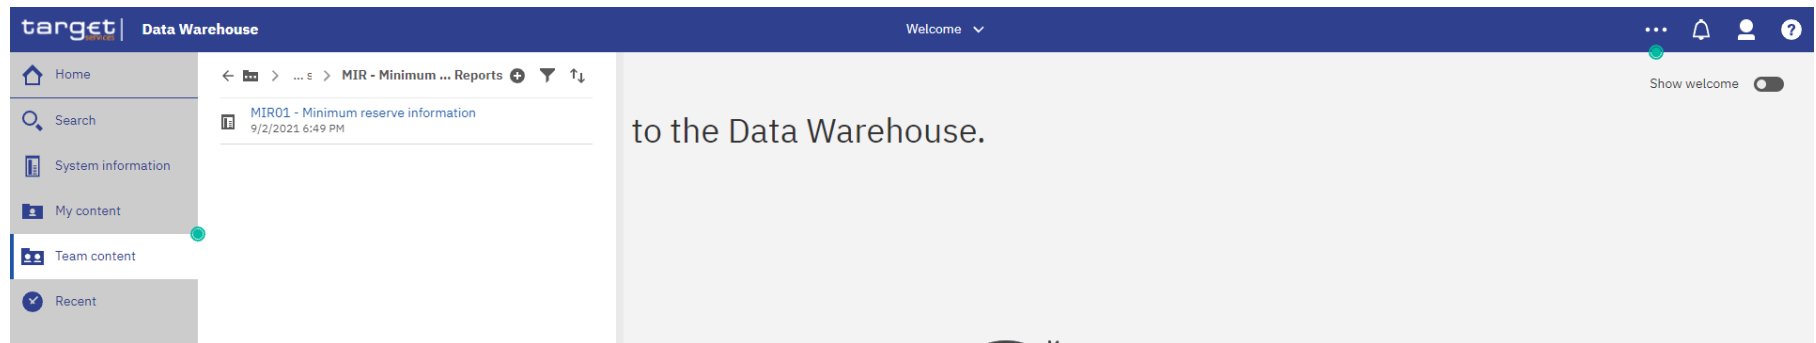 target services | Data Warehouse
Welcome
Home
Search
System information
My content
Team content
Recent
... s > MIR - Minimum ... Reports
MIR01 - Minimum reserve information
9/2/2021 6:49 PM
Show welcome
to the Data Warehouse.